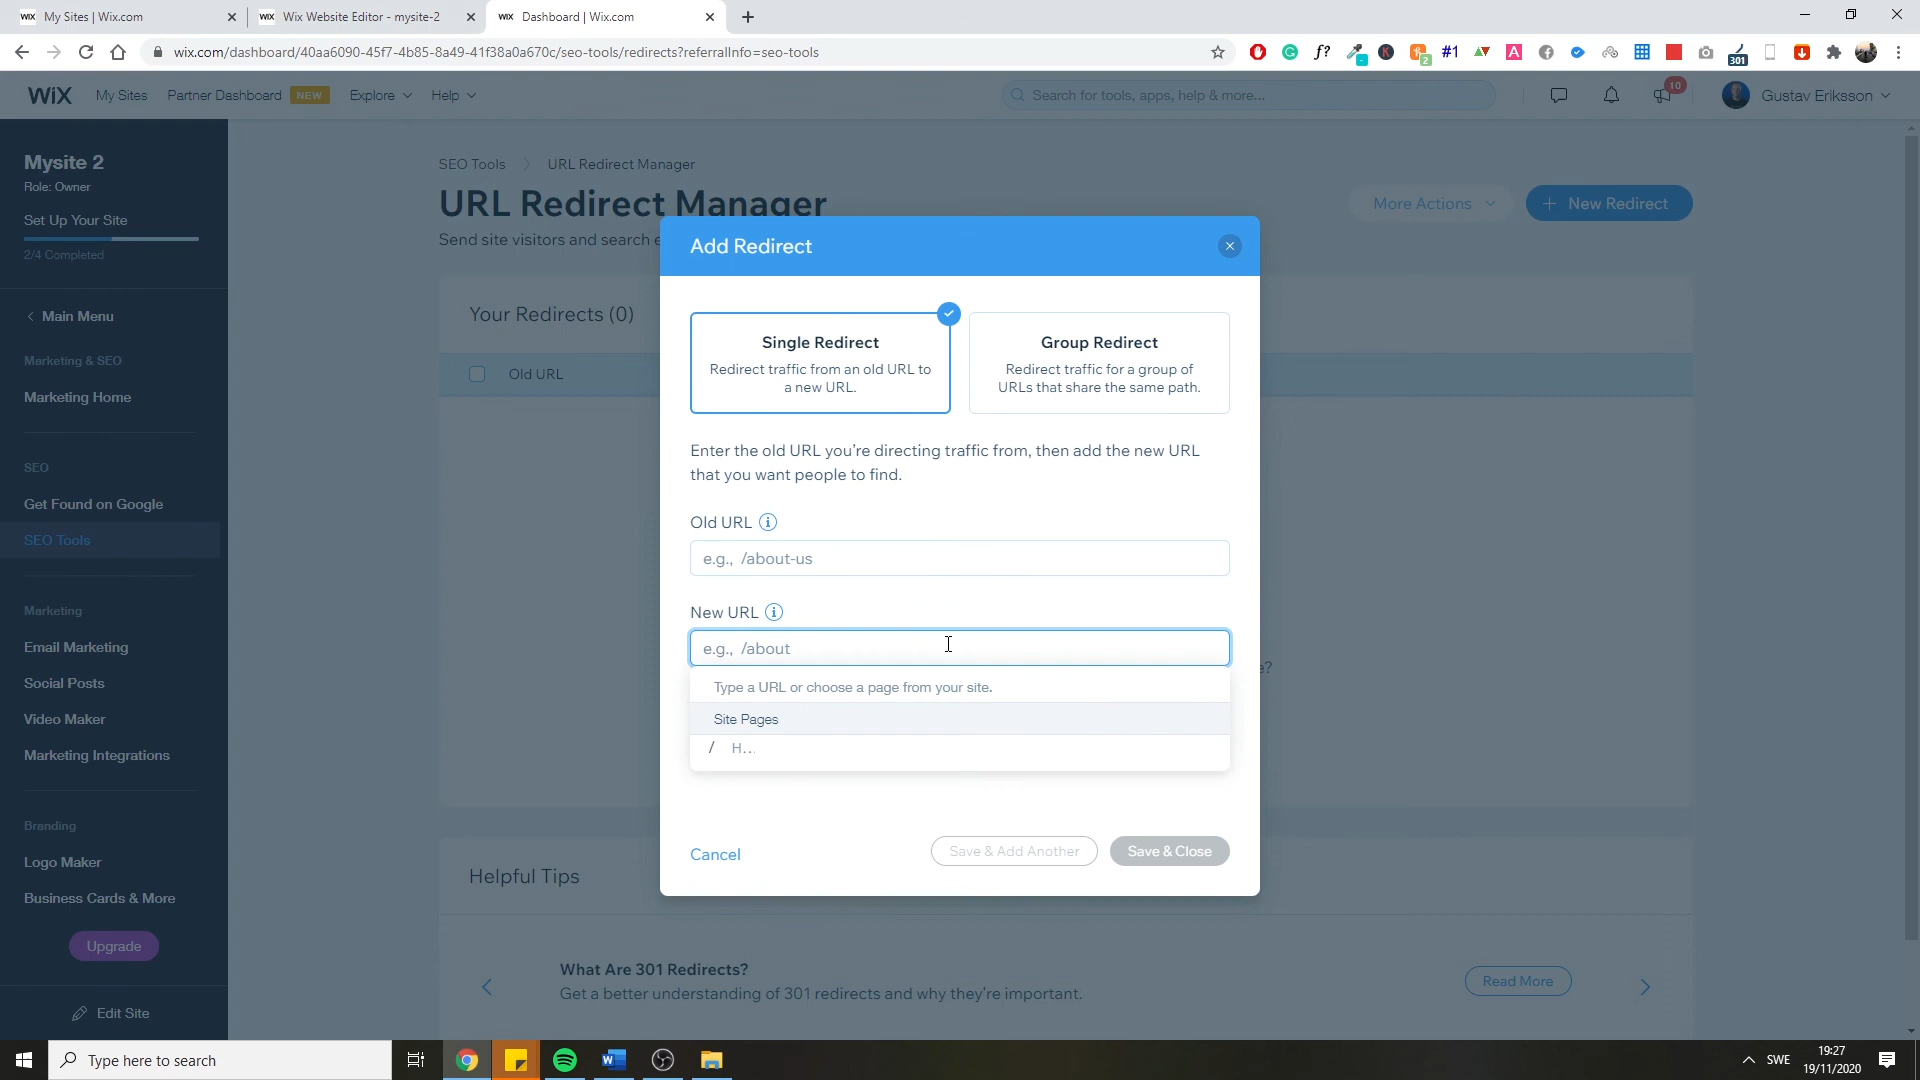 My Sites | Wix.com
Wix Website Editor - mysite-2
Dashboard | Wix.com
wix.com/dashboard/40aa6090-45f7-4b85-8a49-41f38a0a670c/seo-tools/redirects?referralInfo=seo-tools
f?
2
#1
301
WiX
My Sites
Partner Dashboard
NEW
Explore
Help
Search for tools, apps, help & more...
10
Gustav Eriksson
Mysite 2
Role: Owner
Set Up Your Site
2/4 Completed
Main Menu
Marketing & SEO
Marketing Home
SEO
Get Found on Google
SEO Tools
Marketing
Email Marketing
Social Posts
Video Maker
Marketing Integrations
Branding
Logo Maker
Business Cards & More
Upgrade
Edit Site
SEO Tools > URL Redirect Manager
URL Redirect Manager
Send site visitors and search e
More Actions
+ New Redirect
Your Redirects (0)
Old URL
Add Redirect
Single Redirect
Redirect traffic from an old URL to
a new URL.
Group Redirect
Redirect traffic for a group of
URLs that share the same path.
Enter the old URL you're directing traffic from, then add the new URL
that you want people to find.
Old URL
e.g., /about-us
New URL
e.g., /about
Type a URL or choose a page from your site.
Site Pages
/ H...
e?
Cancel
Save & Add Another
Save & Close
Helpful Tips
What Are 301 Redirects?
Get a better understanding of 301 redirects and why they're important.
Read More
Type here to search
SWE
19:27
19/11/2020